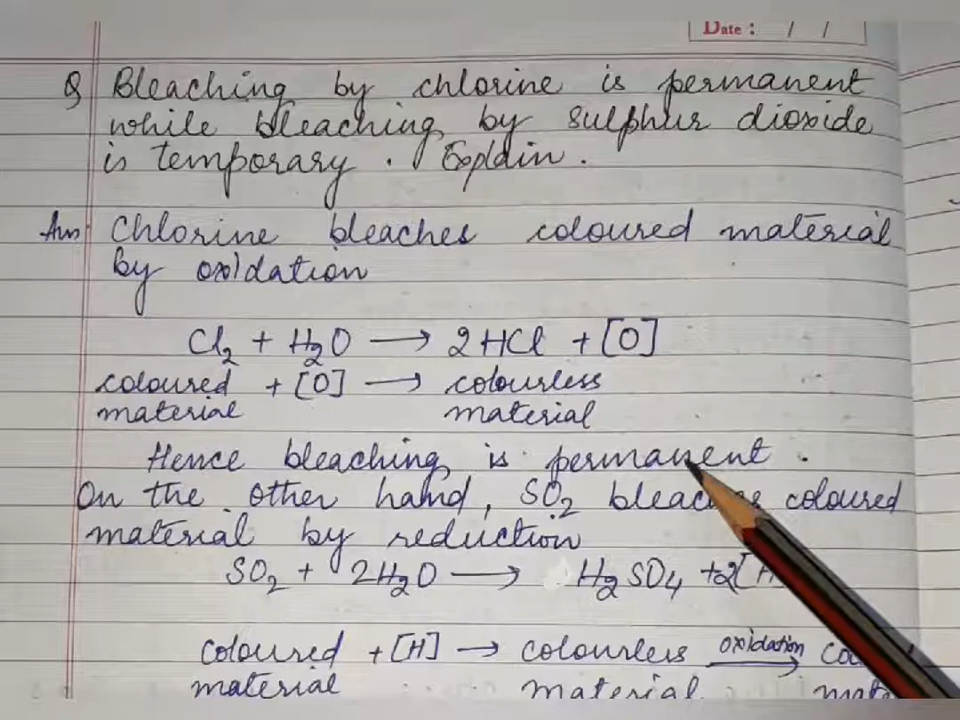 Date : / /
Q Bleaching by chlorine is permanent
while bleaching by sulphur dioxide
is temporary . Explain .
Ans Chlorine bleaches coloured material
by oxidation
Cl₂ + H₂O ⟶ 2HCl + [O]
coloured + [O] ⟶ colourless
material material
Hence bleaching is permanent .
On the other hand, SO₂ bleaches coloured
material by reduction
SO₂ + 2H₂O ⟶ H₂SO₄ + 2[H
coloured + [H] → colourless oxidation⟶
material material